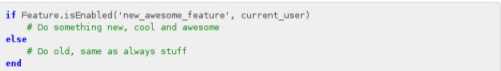 if Feature.isEnabled('new_awesome_feature', current_user)
    # Do something new, cool and awesome
else
    # Do old, same as always stuff
end